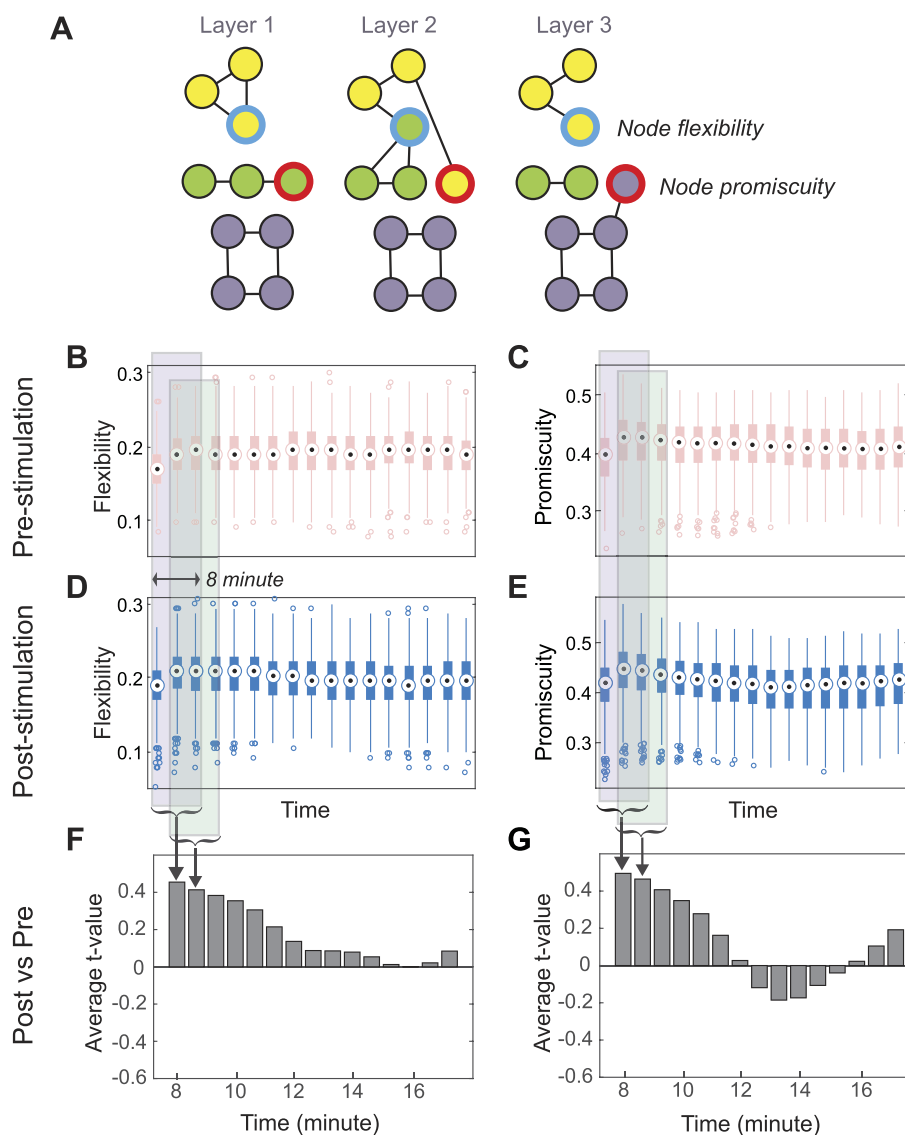 A
Layer 1 Layer 2 Layer 3
Node flexibility
Node promiscuity
Pre-stimulation
B
Flexibility
0.3
0.2
0.1
8 minute
C
Promiscuity
0.5
0.4
0.3
Post-stimulation
D
Flexibility
0.3
0.2
0.1
Time
E
Promiscuity
0.5
0.4
0.3
Time
Post vs Pre
F
Average t-value
0.4
0.2
0
-0.2
-0.4
-0.6
8 10 12 14 16
Time (minute)
G
Average t-value
0.4
0.2
0
-0.2
-0.4
-0.6
8 10 12 14 16
Time (minute)